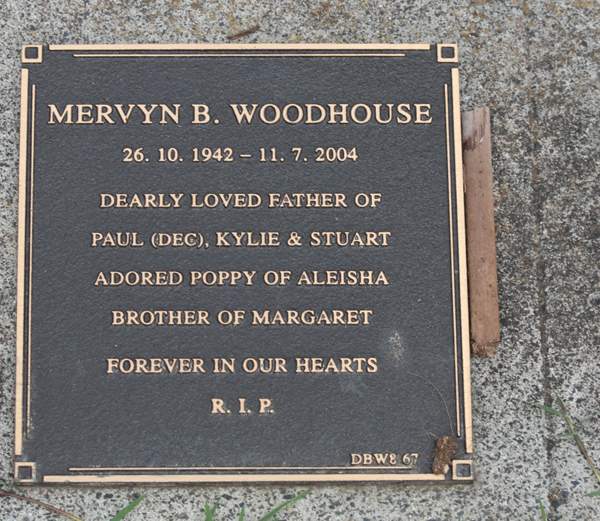 MERVYN B. WOODHOUSE
26. 10. 1942 – 11. 7. 2004
DEARLY LOVED FATHER OF
PAUL (DEC), KYLIE & STUART
ADORED POPPY OF ALEISHA
BROTHER OF MARGARET
FOREVER IN OUR HEARTS
R. I. P.
DBW8 67